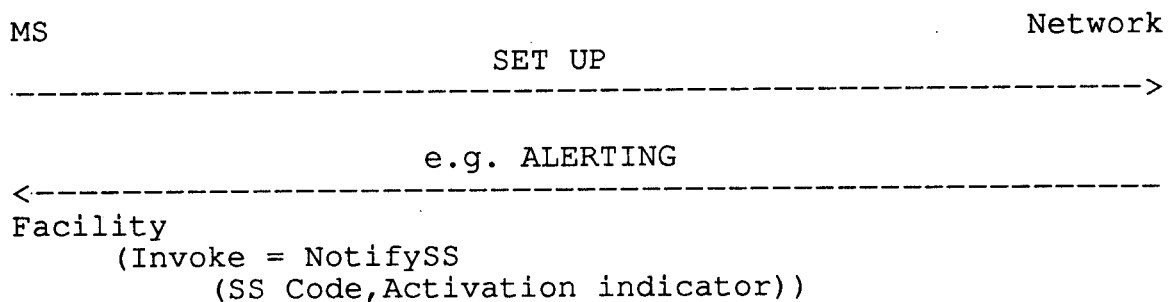 MS Network
SET UP
------------------------------------------------------------>
e.g. ALERTING
<------------------------------------------------------------
Facility
(Invoke = NotifySS
(SS Code,Activation indicator))